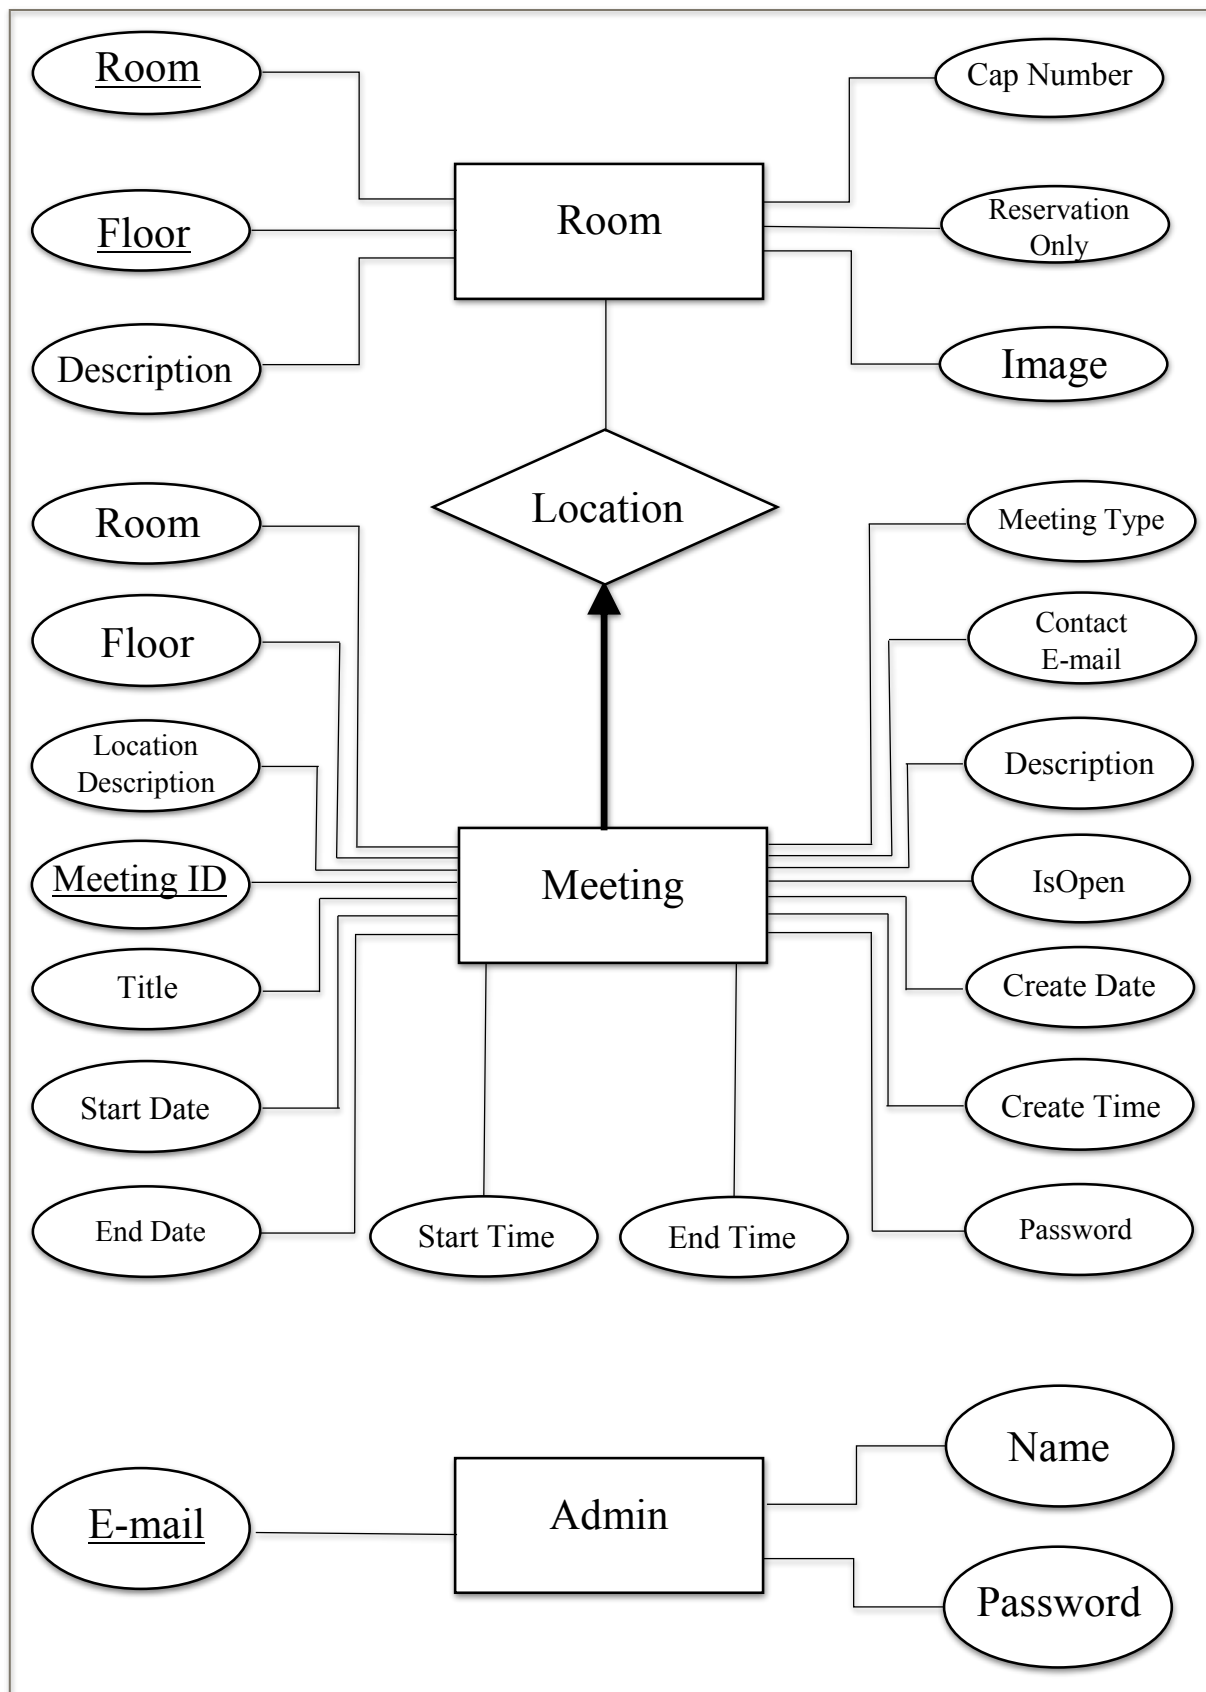 Room
Cap Number
Room
Floor
Reservation
Only
Description
Image
Location
Room
Meeting Type
Floor
Contact
E-mail
Location
Description
Description
Meeting ID
Meeting
IsOpen
Title
Create Date
Start Date
Create Time
End Date
Start Time
End Time
Password
Name
E-mail
Admin
Password